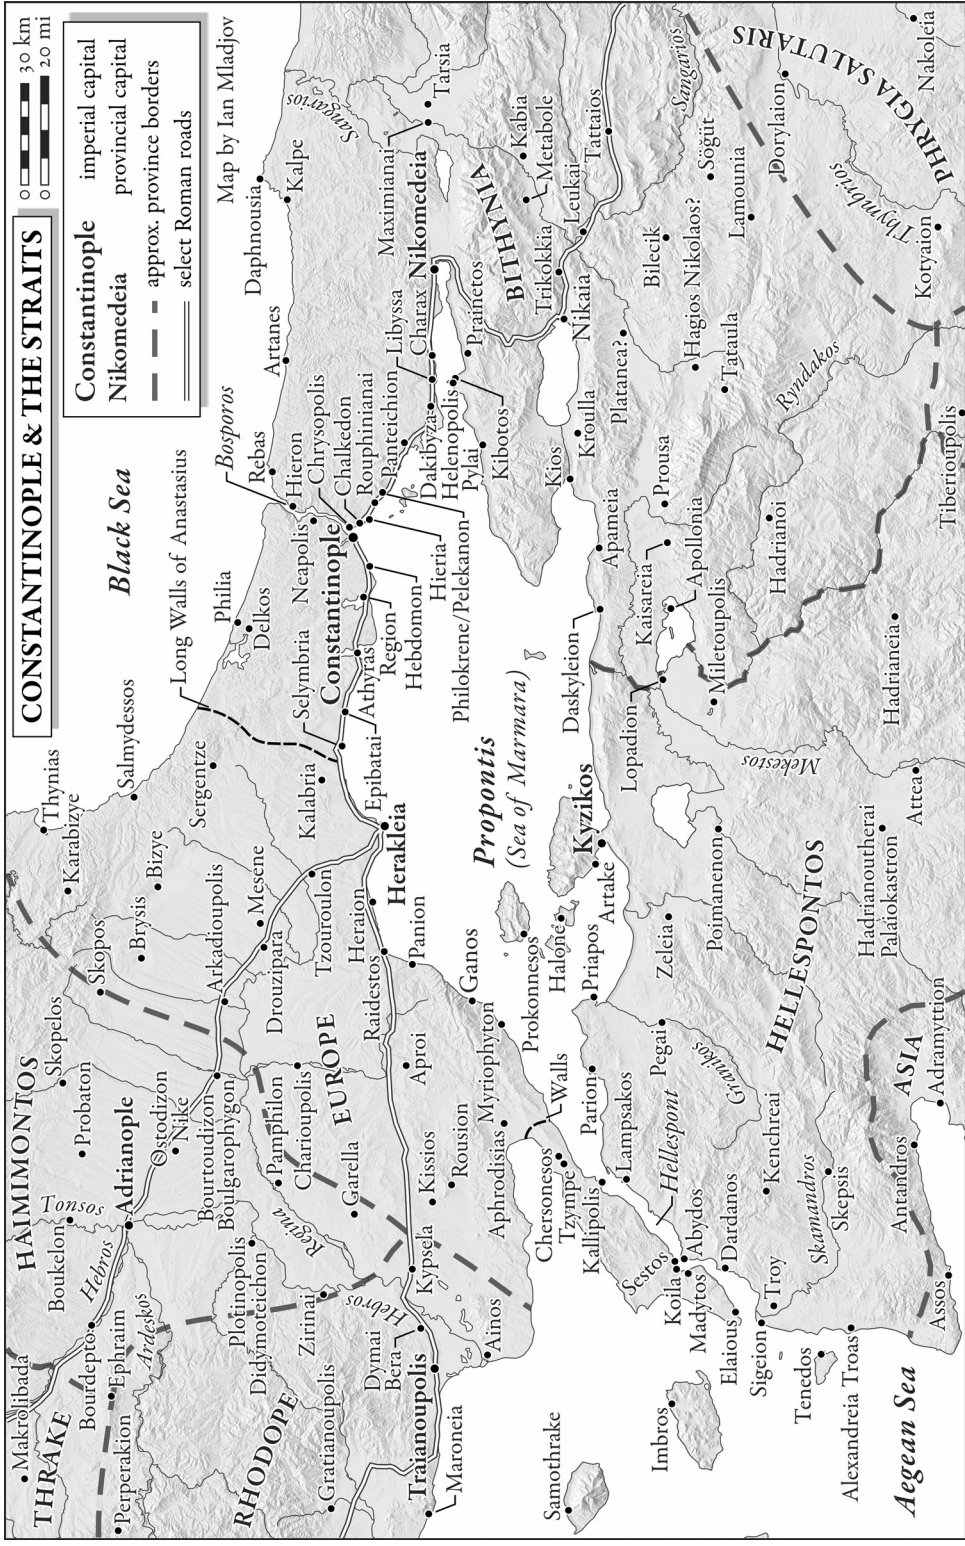 CONSTANTINOPLE & THE STRAITS
0 30 km
0 20 mi
Constantinople imperial capital
Nikomedeia provincial capital
approx. province borders
select Roman roads
Map by Ian Mladjov
Black Sea
Bosporos
Long Walls of Anastasius
Propontis
(Sea of Marmara)
Aegean Sea
Hellespont
Walls
HAIMIMONTOS
THRAKE
RHODOPE
EUROPE
BITHYNIA
HELLESPONTOS
ASIA
PHRYGIA SALUTARIS
Makrolibada
Bourdepto
Ephraim
Perperakion
Ardeskos
Boukelon
Hebros
Tounsos
Adrianople
Probaton
Skopelos
Skopos
Ostodizon
Nike
Bourtoudizon
Boulgarophygon
Plotinopolis
Didymoteichon
Zirinai
Hebros
Regina
Gratianoupolis
Dymai
Bera
Traianoupolis
Maroneia
Ainos
Kypsela
Garella
Pamphilon
Charioupolis
Kissios
Rousion
Aproi
Aphrodisias
Myriophyton
Ganos
Panion
Raidestos
Heraion
Herakleia
Tzouroulon
Drouzipara
Mesene
Arkadioupolis
Brysis
Bizye
Karabizye
Thynias
Salmydessos
Sergentze
Kalabria
Epibatai
Selymbria
Athyras
Region
Hebdomon
Constantinople
Neapolis
Delkos
Philia
Hieron
Rebas
Chrysopolis
Chalkedon
Rouphinianai
Panteichion
Hieria
Philokrene/Pelekanon
Dakibyza
Libyssa
Charax
Nikomedeia
Helenopolis
Pylai
Kibotos
Prainetos
Artanes
Daphnousia
Kalpe
Sangarios
Maximianai
Tarsia
Kabia
Metabole
Trikokkia
Leukai
Tattaios
Nikaia
Sangarios
Söğüt
Bilecik
Lamounia
Hagios Nikolaos?
Platanea?
Tataula
Dorylaion
Thymbrios
Nakoleia
Kotyaion
Kroulla
Kios
Prousa
Apameia
Daskyleion
Kaisareia
Apollonia
Miletoupolis
Lopadion
Hadrianoi
Ryndakos
Tiberioupolis
Hadrianeia
Mekestos
Attea
Hadrianoutherai
Palaiokastron
Poimanenon
Zeleia
Kyzikos
Artake
Halone
Prokonnesos
Priapos
Pegai
Parion
Granikos
Lampsakos
Kenchreai
Skamandros
Skepsis
Chersonesos
Tzympe
Kallipolis
Sestos
Koila
Madytos
Abydos
Dardanos
Elaious
Sigeion
Troy
Tenedos
Alexandreia Troas
Imbros
Samothrake
Assos
Antandros
Adramyttion